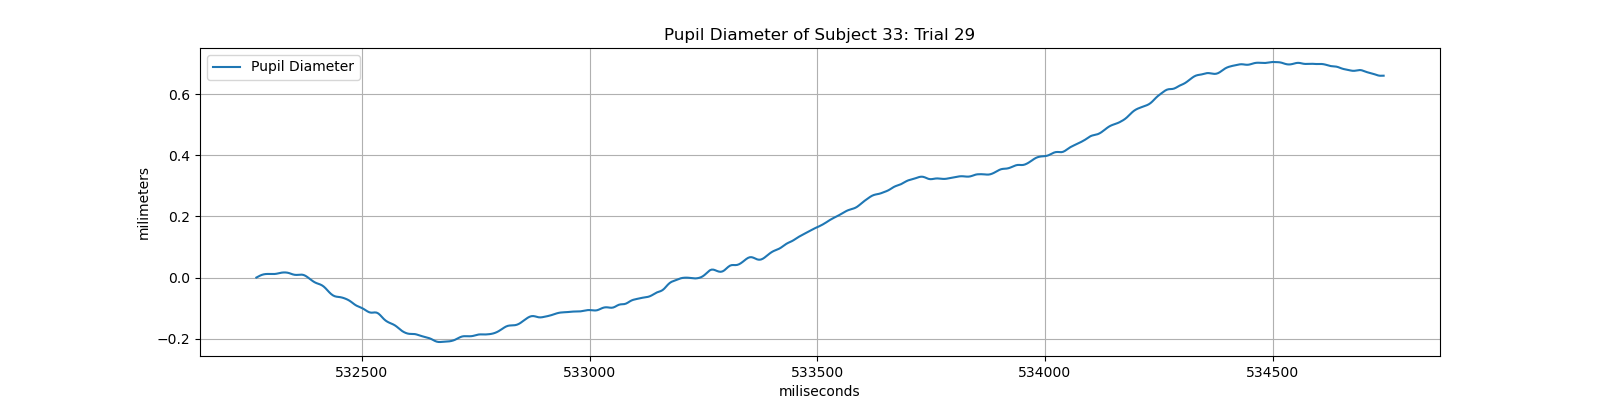 Pupil Diameter of Subject 33: Trial 29
Pupil Diameter
milimeters
0.6
0.4
0.2
0.0
−0.2
532500 533000 533500 534000 534500
miliseconds